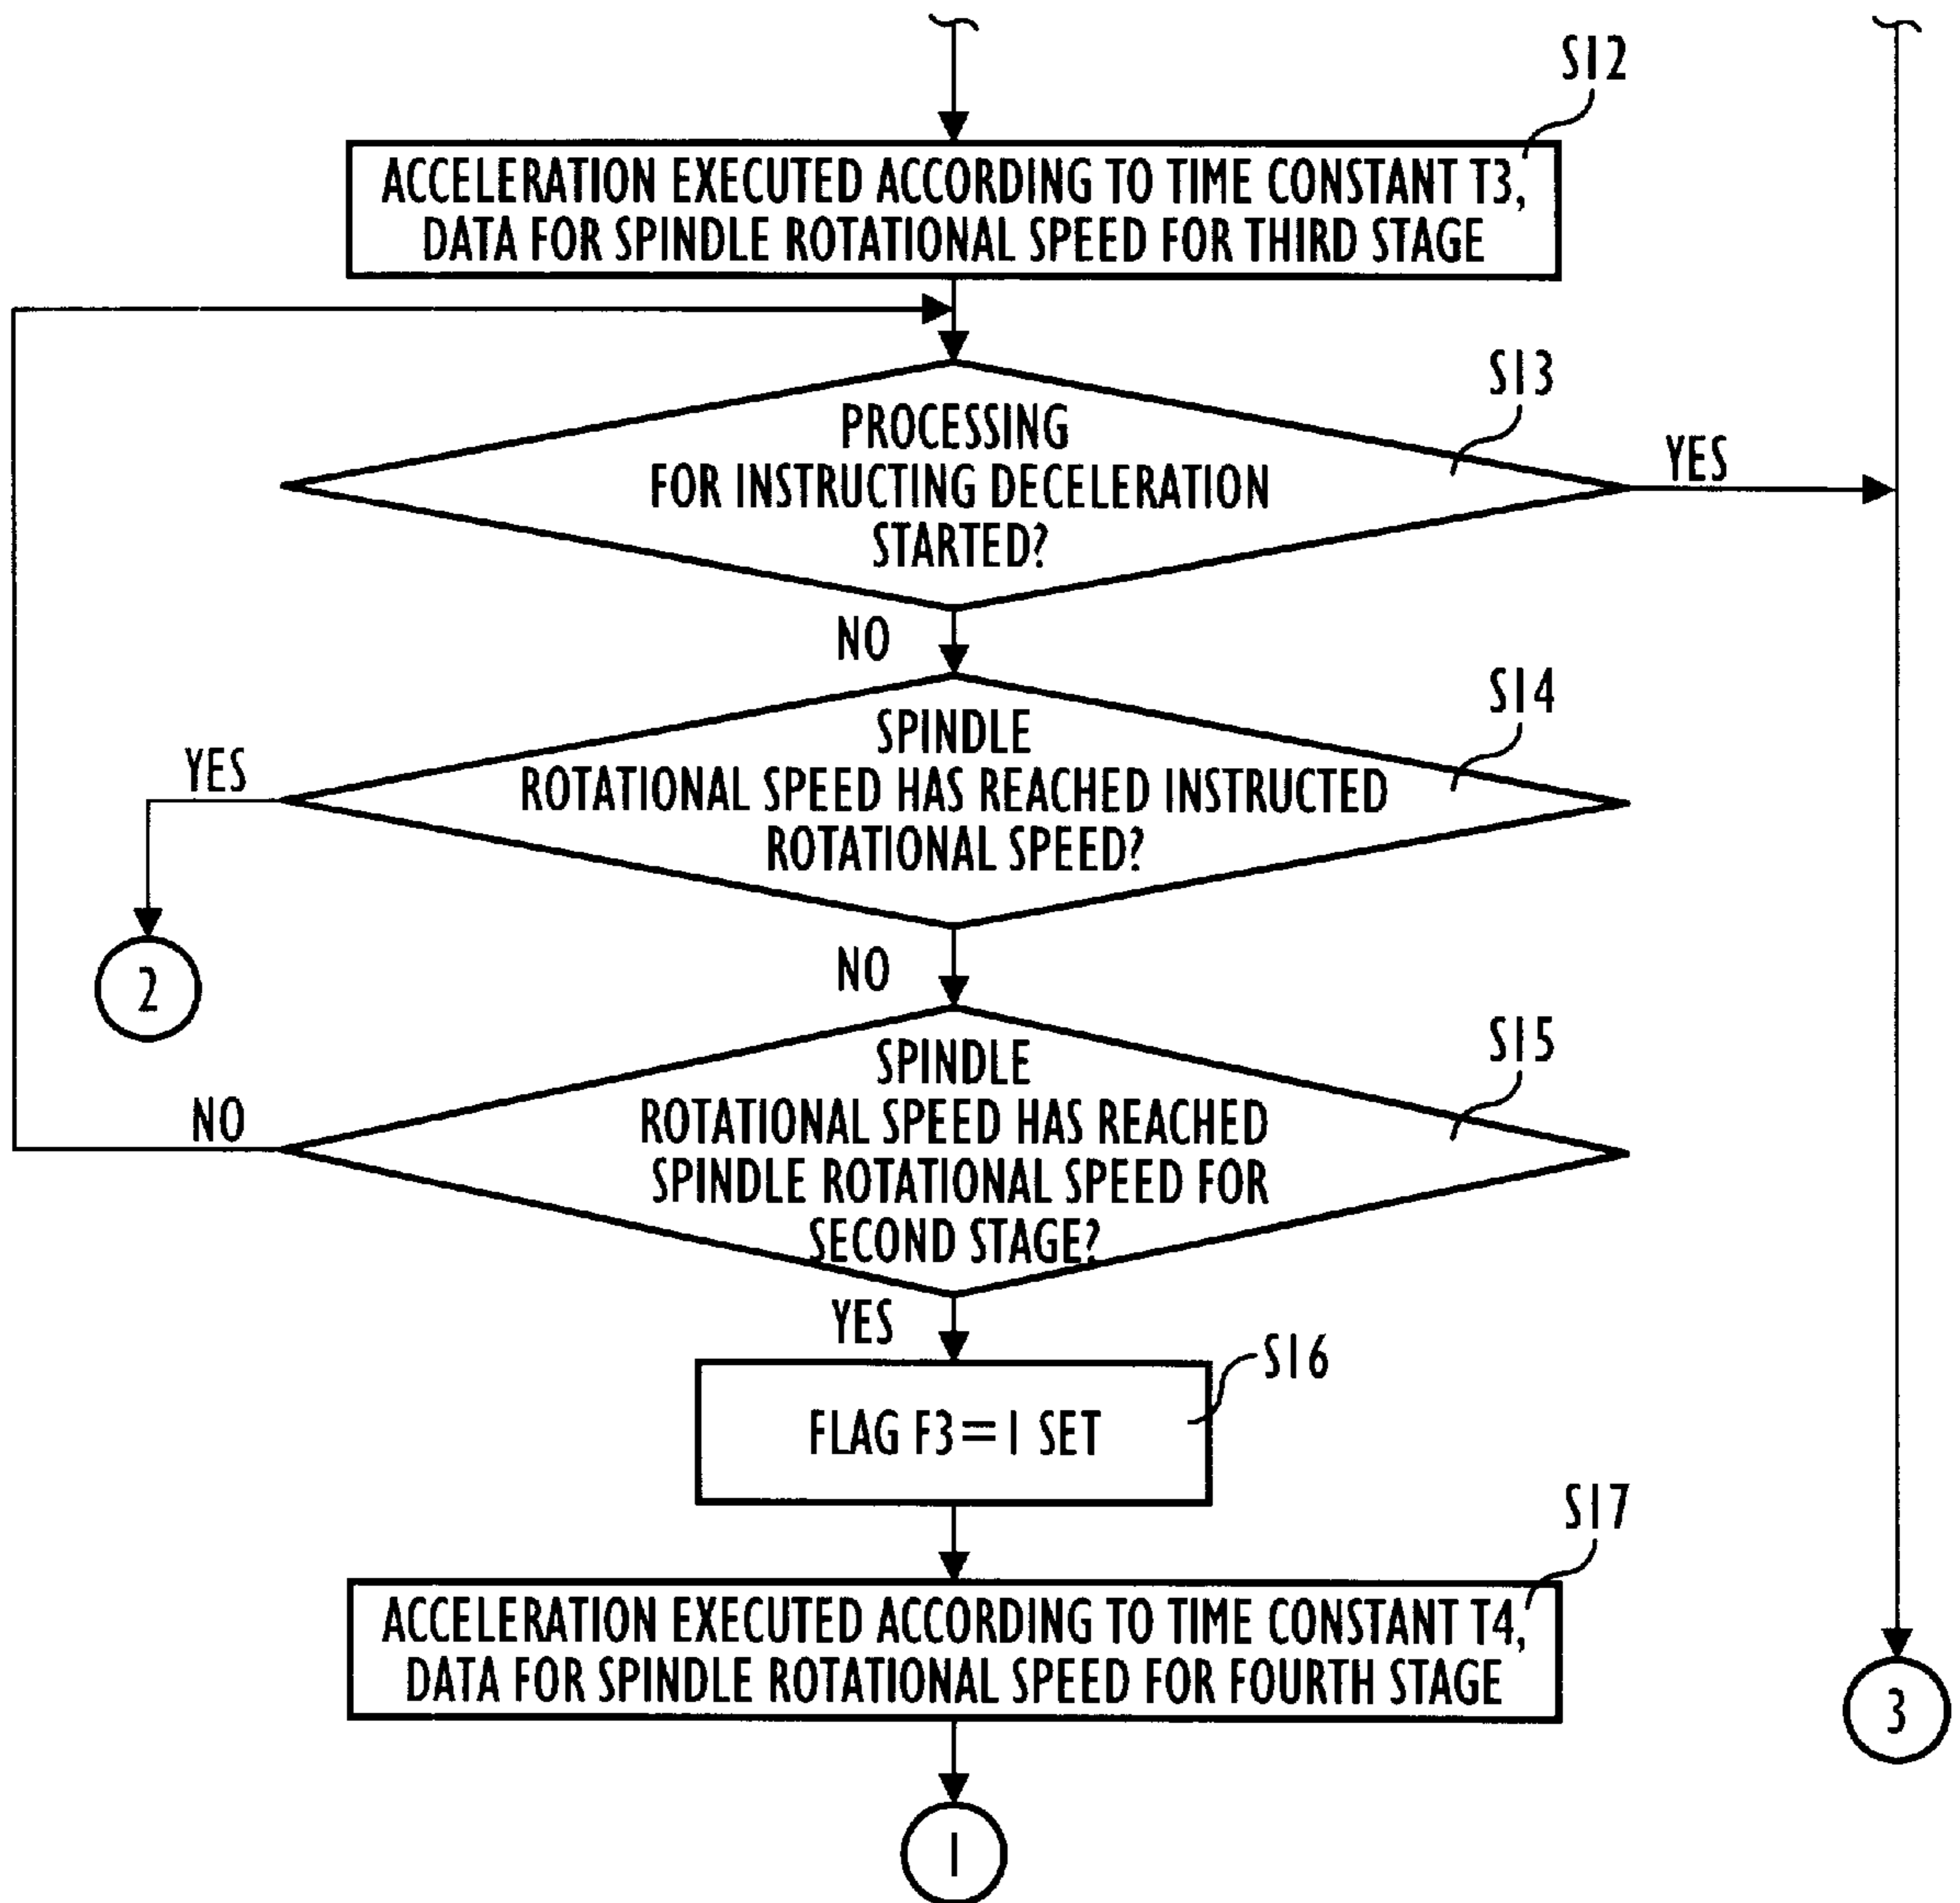 S12
ACCELERATION EXECUTED ACCORDING TO TIME CONSTANT T3,
DATA FOR SPINDLE ROTATIONAL SPEED FOR THIRD STAGE
S13
PROCESSING
FOR INSTRUCTING DECELERATION
STARTED?
YES
NO
S14
SPINDLE
ROTATIONAL SPEED HAS REACHED INSTRUCTED
ROTATIONAL SPEED?
YES
2
NO
S15
SPINDLE
ROTATIONAL SPEED HAS REACHED
SPINDLE ROTATIONAL SPEED FOR
SECOND STAGE?
NO
YES
S16
FLAG F3=1 SET
S17
ACCELERATION EXECUTED ACCORDING TO TIME CONSTANT T4,
DATA FOR SPINDLE ROTATIONAL SPEED FOR FOURTH STAGE
3
1